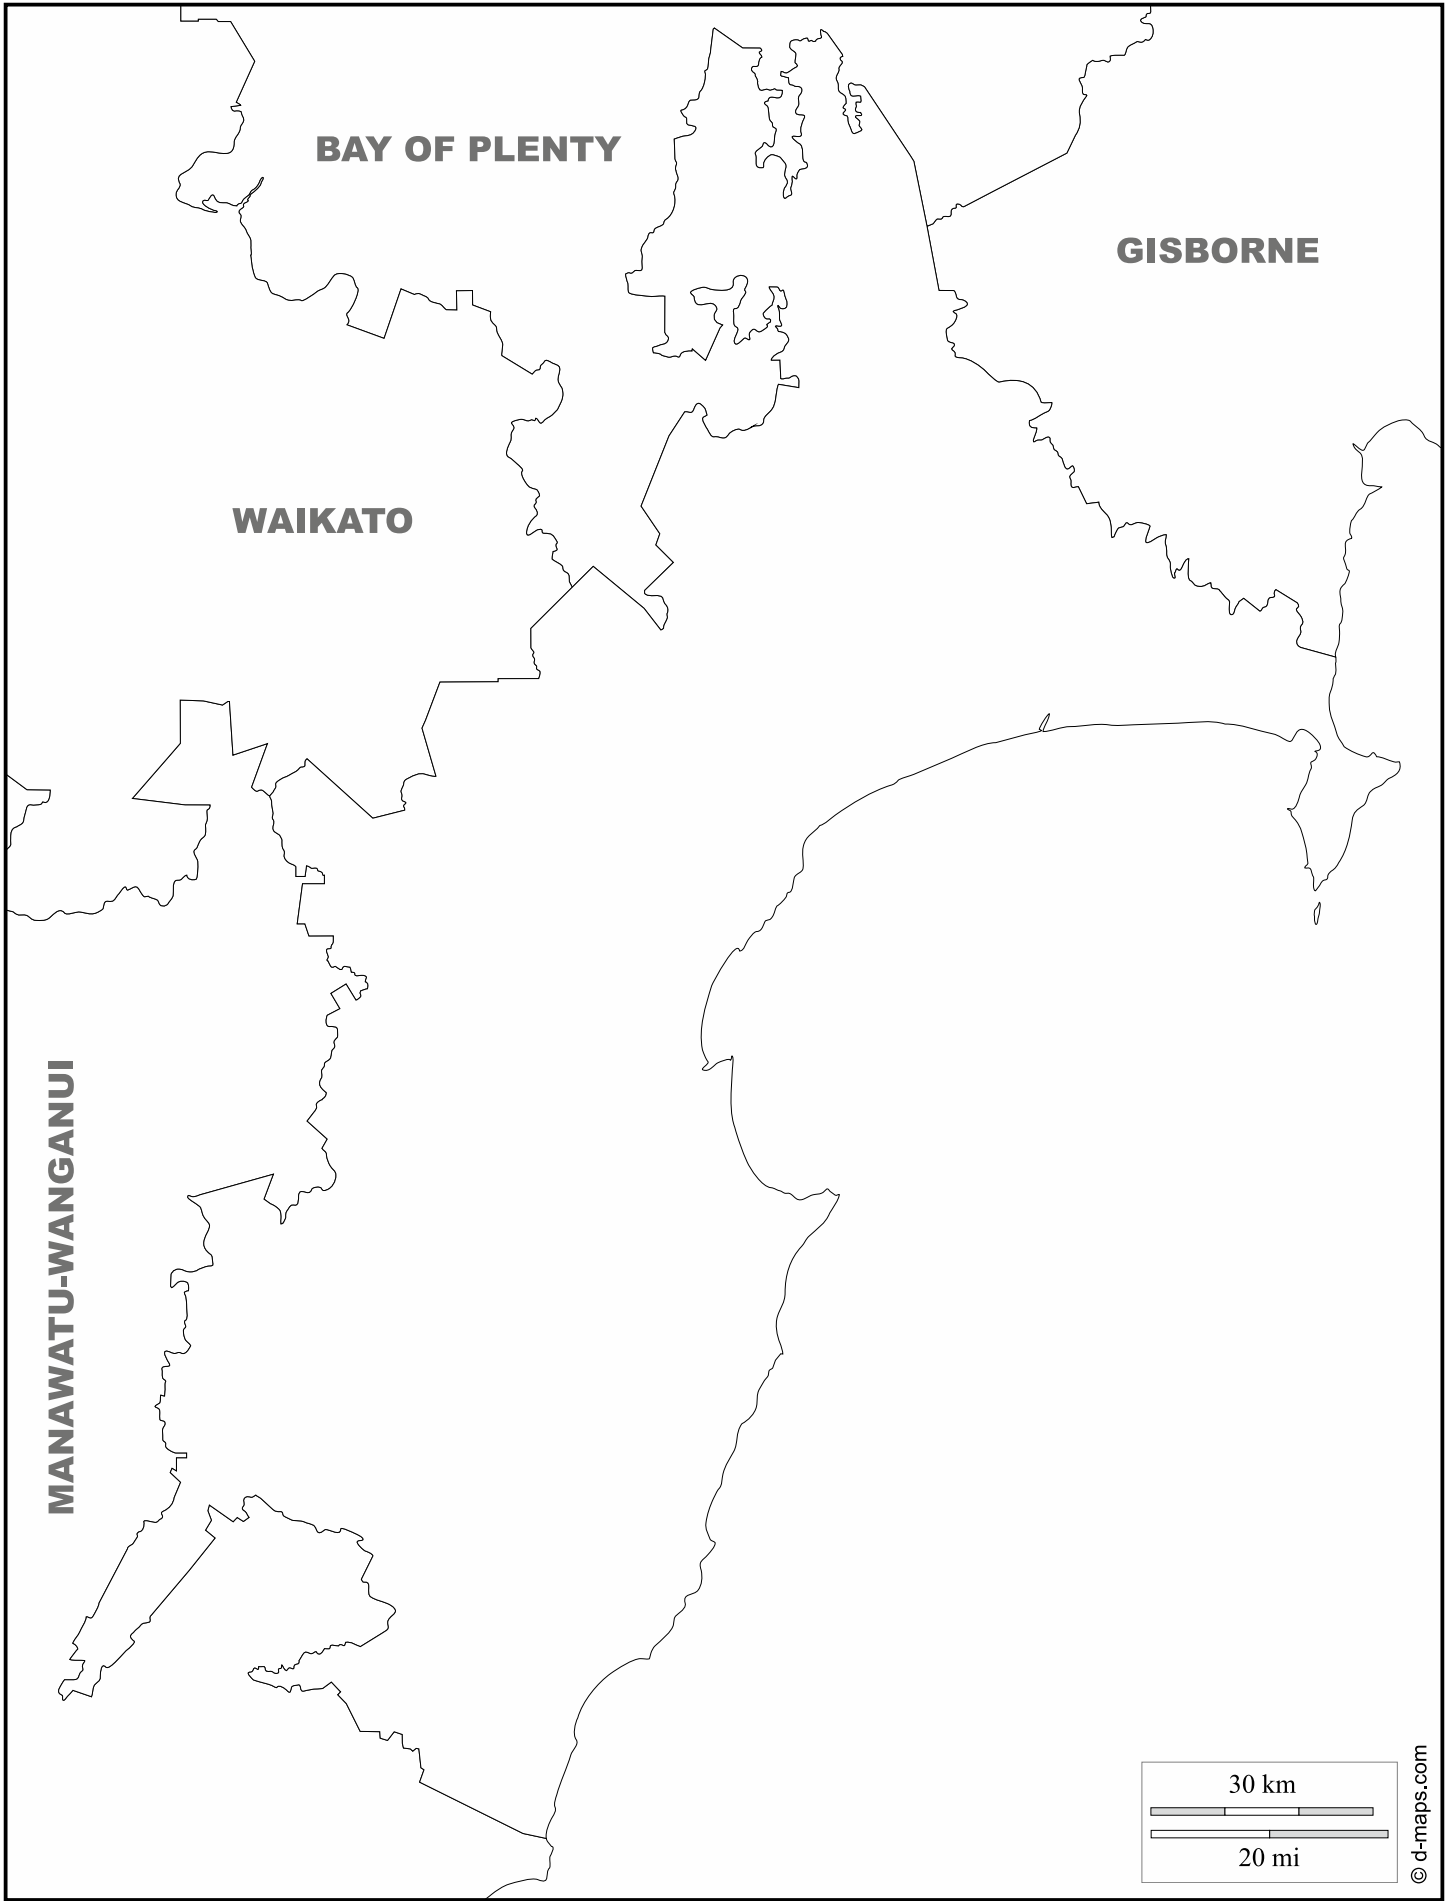 BAY OF PLENTY
GISBORNE
WAIKATO
MANAWATU-WANGANUI
30 km
20 mi
© d-maps.com